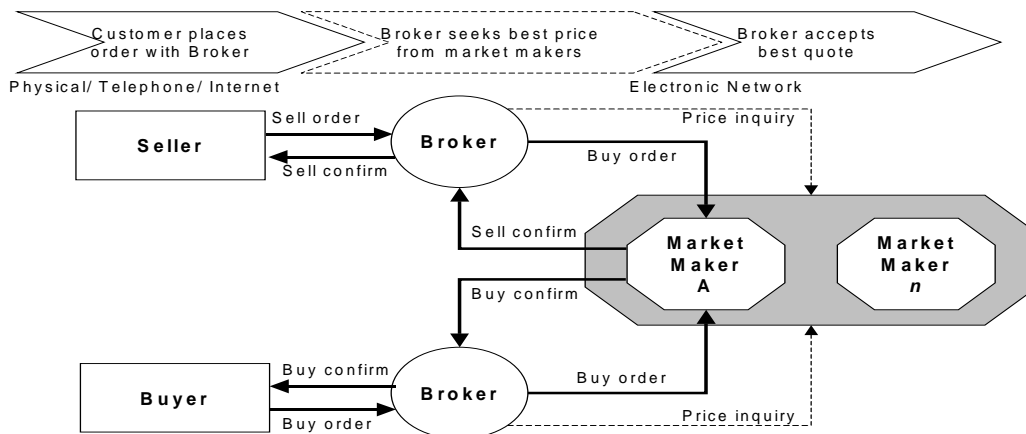 Customer places
order with Broker
Broker seeks best price
from market makers
Broker accepts
best quote
Physical/ Telephone/ Internet
Electronic Network
Sell order
Price inquiry
Seller
Broker
Buy order
Sell confirm
Sell confirm
Market
Maker
A
Market
Maker
n
Buy confirm
Buy confirm
Buy order
Buyer
Broker
Buy order
Price inquiry